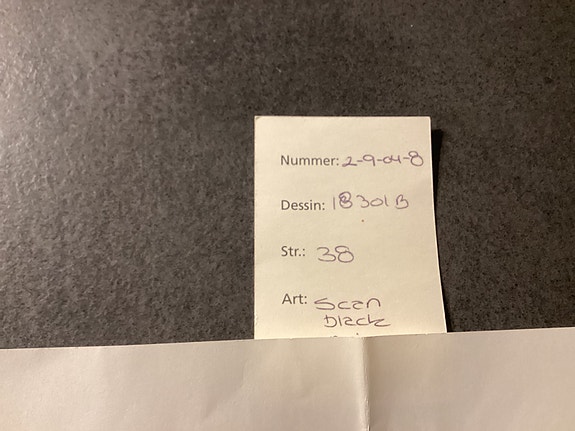 Nummer: 2-9-04-8
Dessin: 18301B
Str.: 38
Art: Scan
black